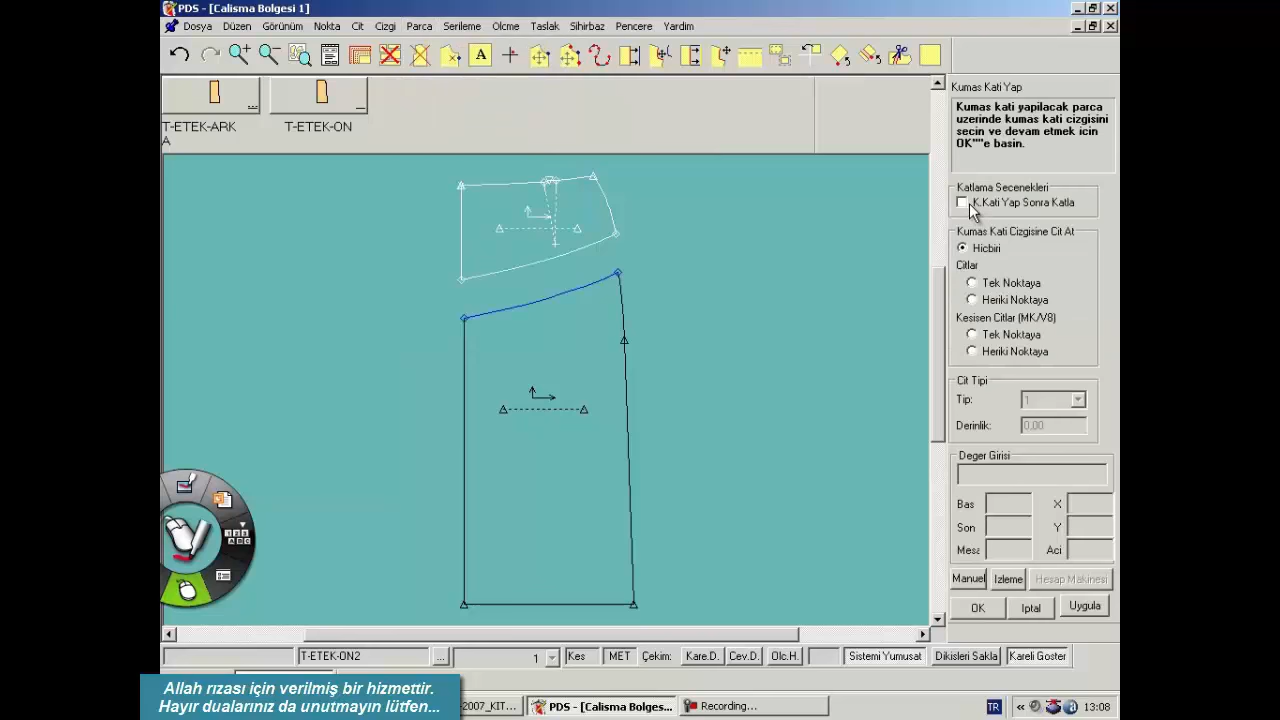 PDS - [Calisma Bolgesi 1]
Dosya Düzen Görünüm Nokta Cit Cizgi Parca Serileme Olcme Taslak Sihirbaz Pencere Yardim
A
T-ETEK-ARK
A
T-ETEK-ON
Kumas Kati Yap
Kumas kati yapilacak parca
uzerinde kumas kati cizgisini
secin ve devam etmek icin
OK""e basin.
Katlama Secenekleri
K.Kati Yap Sonra Katla
Kumas Kati Cizgisine Cit At
Hicbiri
Citlar
Tek Noktaya
Heriki Noktaya
Kesisen Citlar (MK/V8)
Tek Noktaya
Heriki Noktaya
Cit Tipi
Tip: 1
Derinlik: 0.00
Deger Girisi
Bas X
Son Y
Mesa Aci
Manuel Izleme Hesap Makinesi
OK Iptal Uygula
1 2 3
A B C
T-ETEK-ON2 ... 1 Kes MET Çekim: Kare.D. Cev.D. Olc.H. Sistemi Yumusat Dikisleri Sakla Kareli Goster
Allah rızası için verilmiş bir hizmettir.
Hayır dualarınız da unutmayın lütfen...
2007_KIT... PDS - [Calisma Bolges... Recording... TR « 13:08